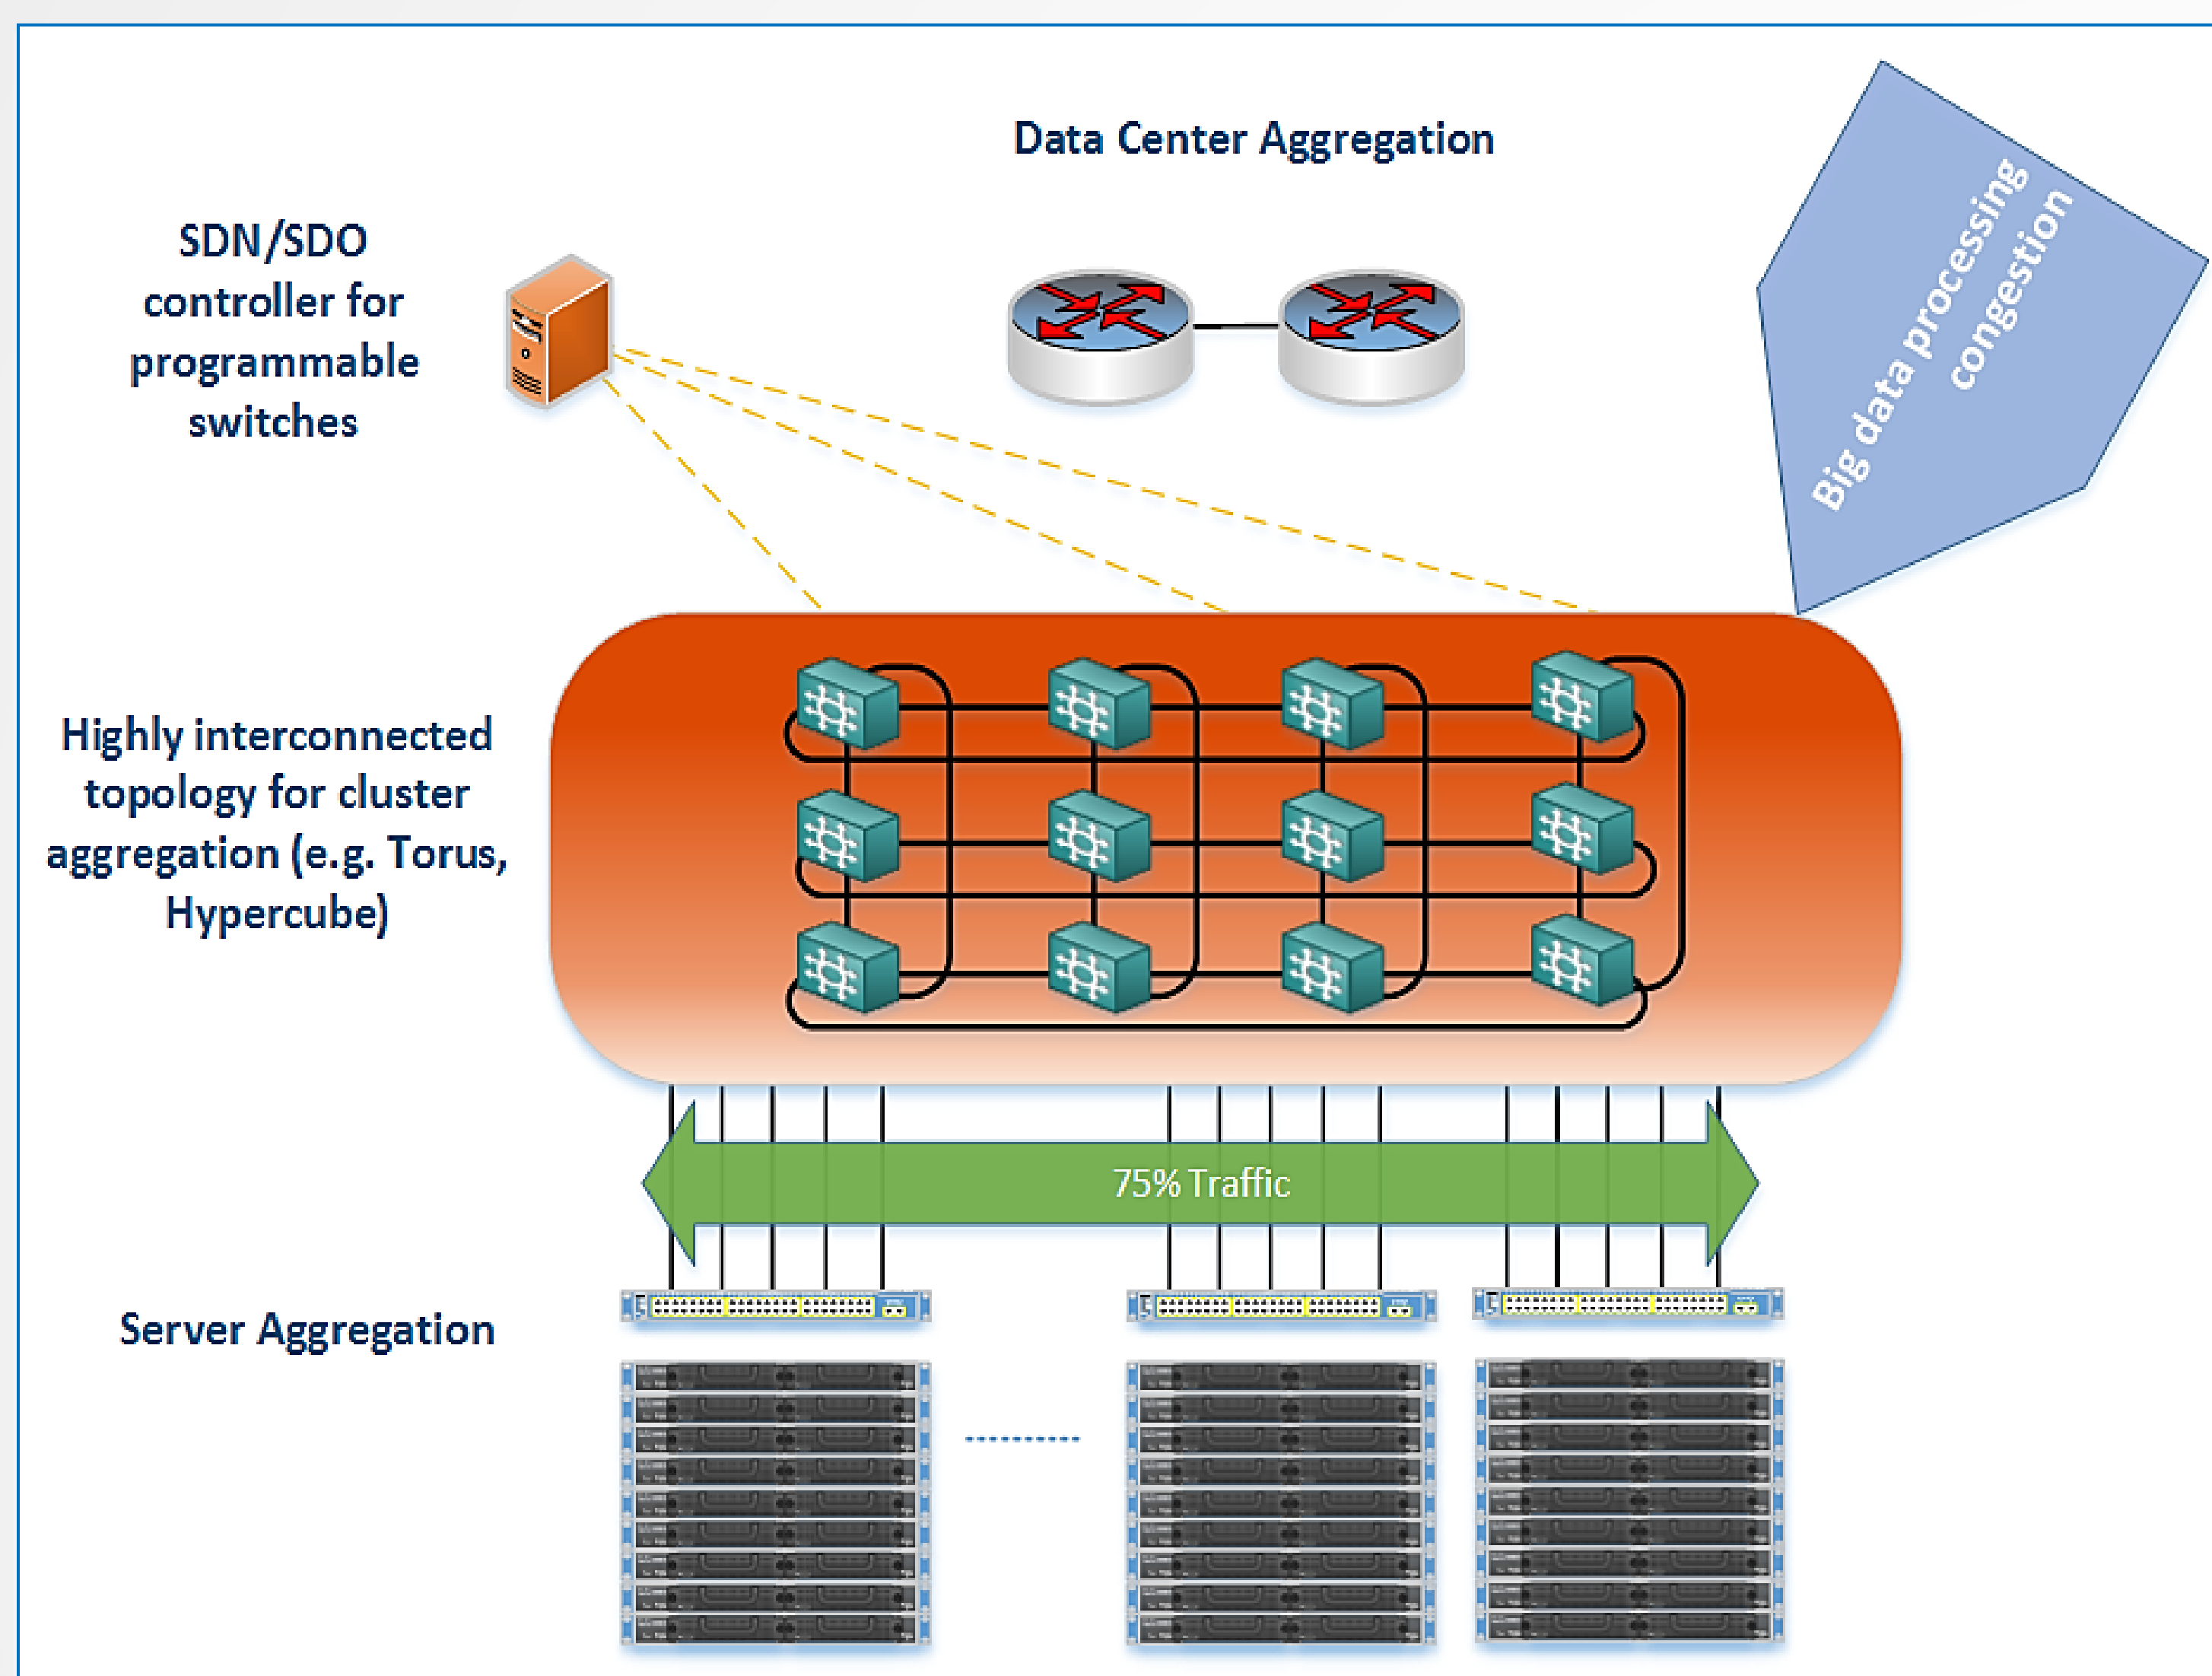 Data Center Aggregation
SDN/SDO
controller for
programmable
switches
Big data processing
congestion
Highly interconnected
topology for cluster
aggregation (e.g. Torus,
Hypercube)
75% Traffic
Server Aggregation